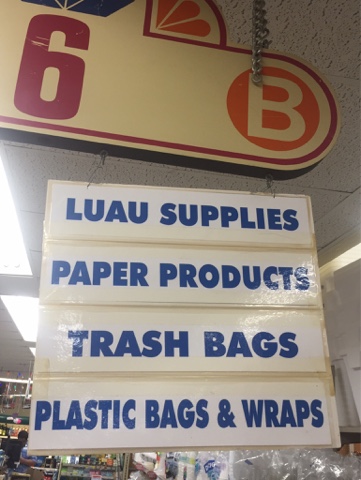 6
B
LUAU SUPPLIES
PAPER PRODUCTS
TRASH BAGS
PLASTIC BAGS & WRAPS